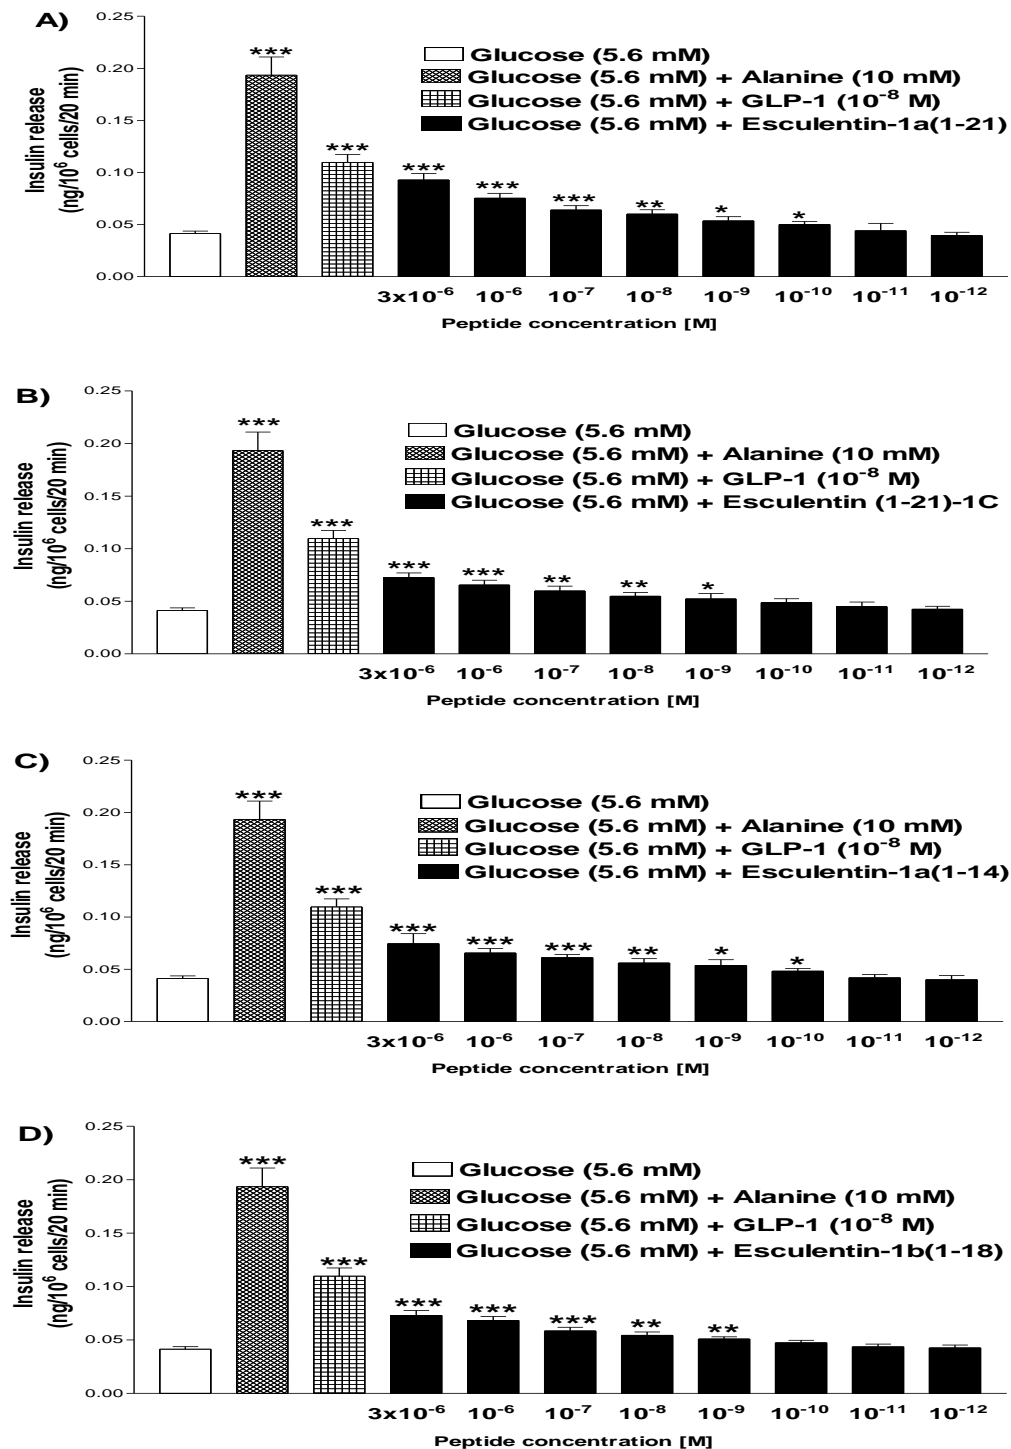 A)
Insulin release
(ng/10⁶ cells/20 min)
0.25
0.20
0.15
0.10
0.05
0.00
Glucose (5.6 mM)
Glucose (5.6 mM) + Alanine (10 mM)
Glucose (5.6 mM) + GLP-1 (10⁻⁸ M)
Glucose (5.6 mM) + Esculentin-1a(1-21)
*** *** *** *** *** ** * *
3x10⁻⁶ 10⁻⁶ 10⁻⁷ 10⁻⁸ 10⁻⁹ 10⁻¹⁰ 10⁻¹¹ 10⁻¹²
Peptide concentration [M]
B)
Insulin release
(ng/10⁶ cells/20 min)
0.25
0.20
0.15
0.10
0.05
0.00
Glucose (5.6 mM)
Glucose (5.6 mM) + Alanine (10 mM)
Glucose (5.6 mM) + GLP-1 (10⁻⁸ M)
Glucose (5.6 mM) + Esculentin (1-21)-1C
*** *** *** *** ** ** *
3x10⁻⁶ 10⁻⁶ 10⁻⁷ 10⁻⁸ 10⁻⁹ 10⁻¹⁰ 10⁻¹¹ 10⁻¹²
Peptide concentration [M]
C)
Insulin release
(ng/10⁶ cells/20 min)
0.25
0.20
0.15
0.10
0.05
0.00
Glucose (5.6 mM)
Glucose (5.6 mM) + Alanine (10 mM)
Glucose (5.6 mM) + GLP-1 (10⁻⁸ M)
Glucose (5.6 mM) + Esculentin-1a(1-14)
*** *** *** *** *** ** * *
3x10⁻⁶ 10⁻⁶ 10⁻⁷ 10⁻⁸ 10⁻⁹ 10⁻¹⁰ 10⁻¹¹ 10⁻¹²
Peptide concentration [M]
D)
Insulin release
(ng/10⁶ cells/20 min)
0.25
0.20
0.15
0.10
0.05
0.00
Glucose (5.6 mM)
Glucose (5.6 mM) + Alanine (10 mM)
Glucose (5.6 mM) + GLP-1 (10⁻⁸ M)
Glucose (5.6 mM) + Esculentin-1b(1-18)
*** *** *** *** *** ** **
3x10⁻⁶ 10⁻⁶ 10⁻⁷ 10⁻⁸ 10⁻⁹ 10⁻¹⁰ 10⁻¹¹ 10⁻¹²
Peptide concentration [M]